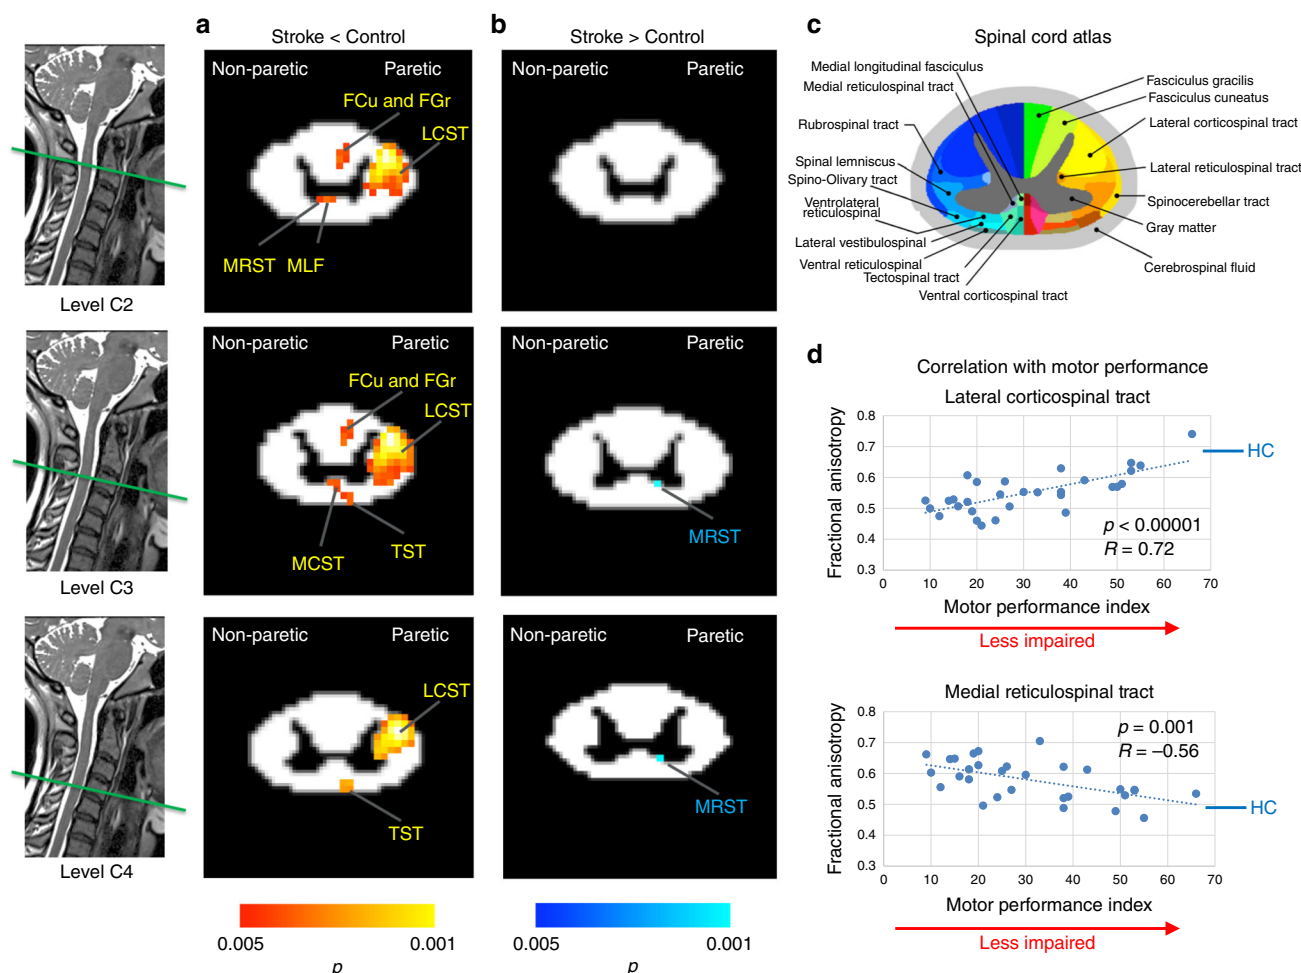 a
Stroke < Control
Non-paretic
Paretic
FCu and FGr
LCST
MRST
MLF
Level C2
Non-paretic
Paretic
FCu and FGr
LCST
MCST
TST
Level C3
Non-paretic
Paretic
LCST
TST
Level C4
0.005
0.001
p
b
Stroke > Control
Non-paretic
Paretic
Non-paretic
Paretic
MRST
Non-paretic
Paretic
MRST
0.005
0.001
p
c
Spinal cord atlas
Medial longitudinal fasciculus
Medial reticulospinal tract
Rubrospinal tract
Spinal lemniscus
Spino-Olivary tract
Ventrolateral
reticulospinal
Lateral vestibulospinal
Ventral reticulospinal
Tectospinal tract
Ventral corticospinal tract
Fasciculus gracilis
Fasciculus cuneatus
Lateral corticospinal tract
Lateral reticulospinal tract
Spinocerebellar tract
Gray matter
Cerebrospinal fluid
d
Correlation with motor performance
Lateral corticospinal tract
Fractional anisotropy
0.8
0.7
0.6
0.5
0.4
0.3
0
10
20
30
40
50
60
70
HC
p < 0.00001
R = 0.72
Motor performance index
Less impaired
Medial reticulospinal tract
Fractional anisotropy
0.8
0.7
0.6
0.5
0.4
0.3
0
10
20
30
40
50
60
70
p = 0.001
R = −0.56
HC
Motor performance index
Less impaired